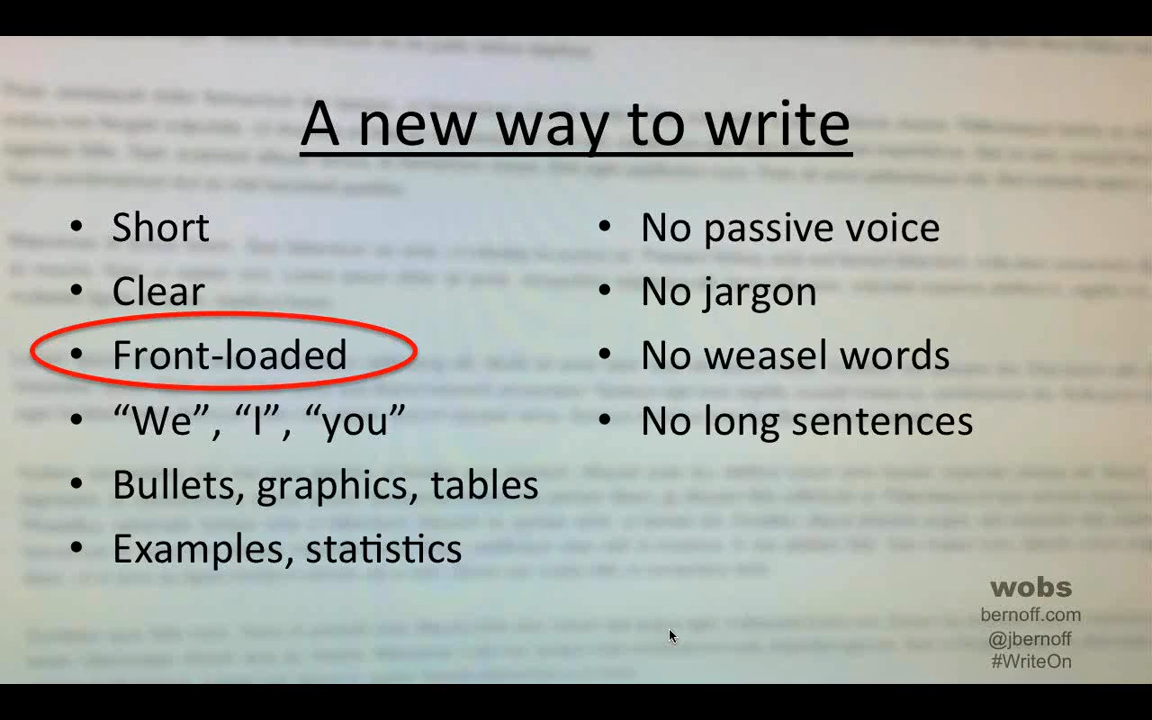 A new way to write
• Short
• Clear
• Front-loaded
• “We”, “I”, “you”
• Bullets, graphics, tables
• Examples, statistics
• No passive voice
• No jargon
• No weasel words
• No long sentences
wobs
bernoff.com
@jbernoff
#WriteOn